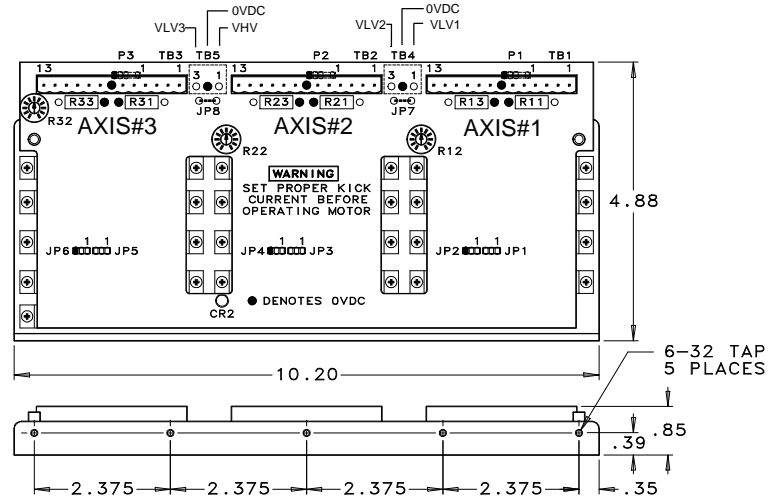 0VDC 0VDC
VLV3 VHV VLV2 VLV1
P3 TB3 TB5 P2 TB2 TB4 P1 TB1
13 1 1 3 1 13 1 1 3 1 13 1 1
R33 R31 R23 R21 R13 R11
JP8 JP7
R32 AXIS#3 AXIS#2 AXIS#1
R22 R12
WARNING
SET PROPER KICK
CURRENT BEFORE
OPERATING MOTOR
4.88
1 1 1 1 1 1
JP6 JP5 JP4 JP3 JP2 JP1
DENOTES 0VDC
CR2
10.20
6-32 TAP
5 PLACES
.85
.39
2.375 2.375 2.375 2.375 .35